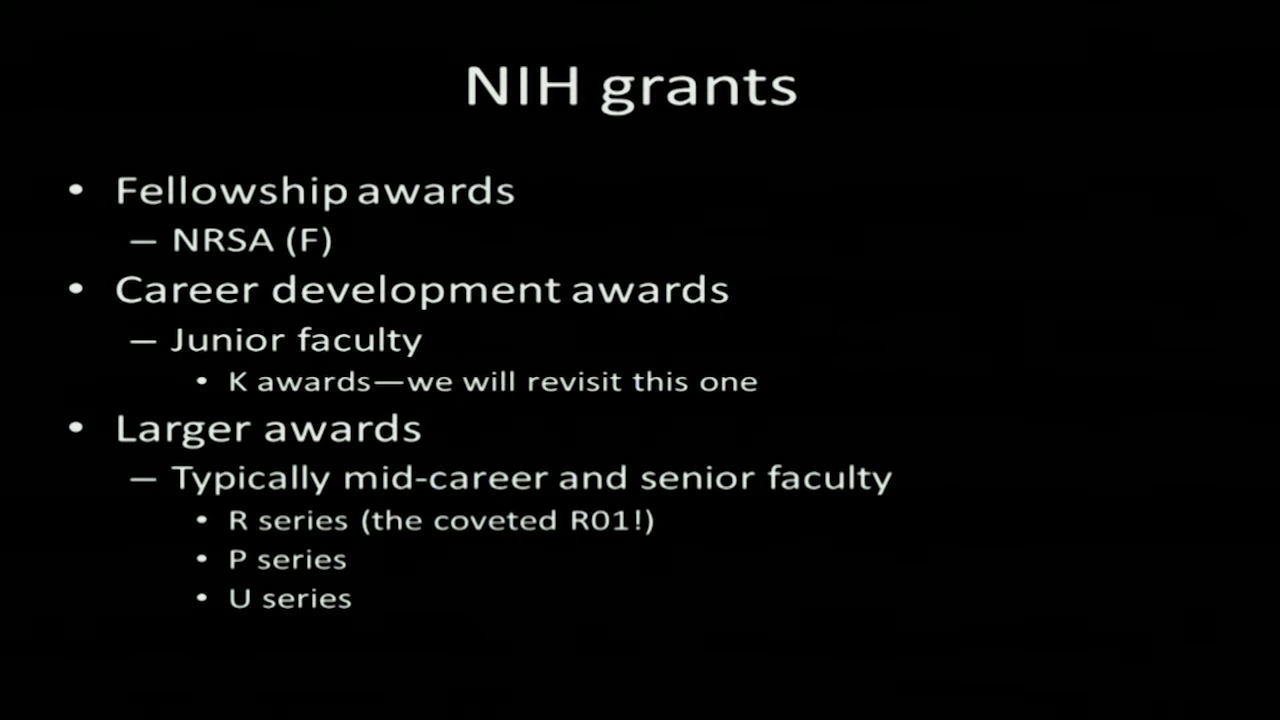 NIH grants
• Fellowship awards
– NRSA (F)
• Career development awards
– Junior faculty
• K awards—we will revisit this one
• Larger awards
– Typically mid-career and senior faculty
• R series (the coveted R01!)
• P series
• U series